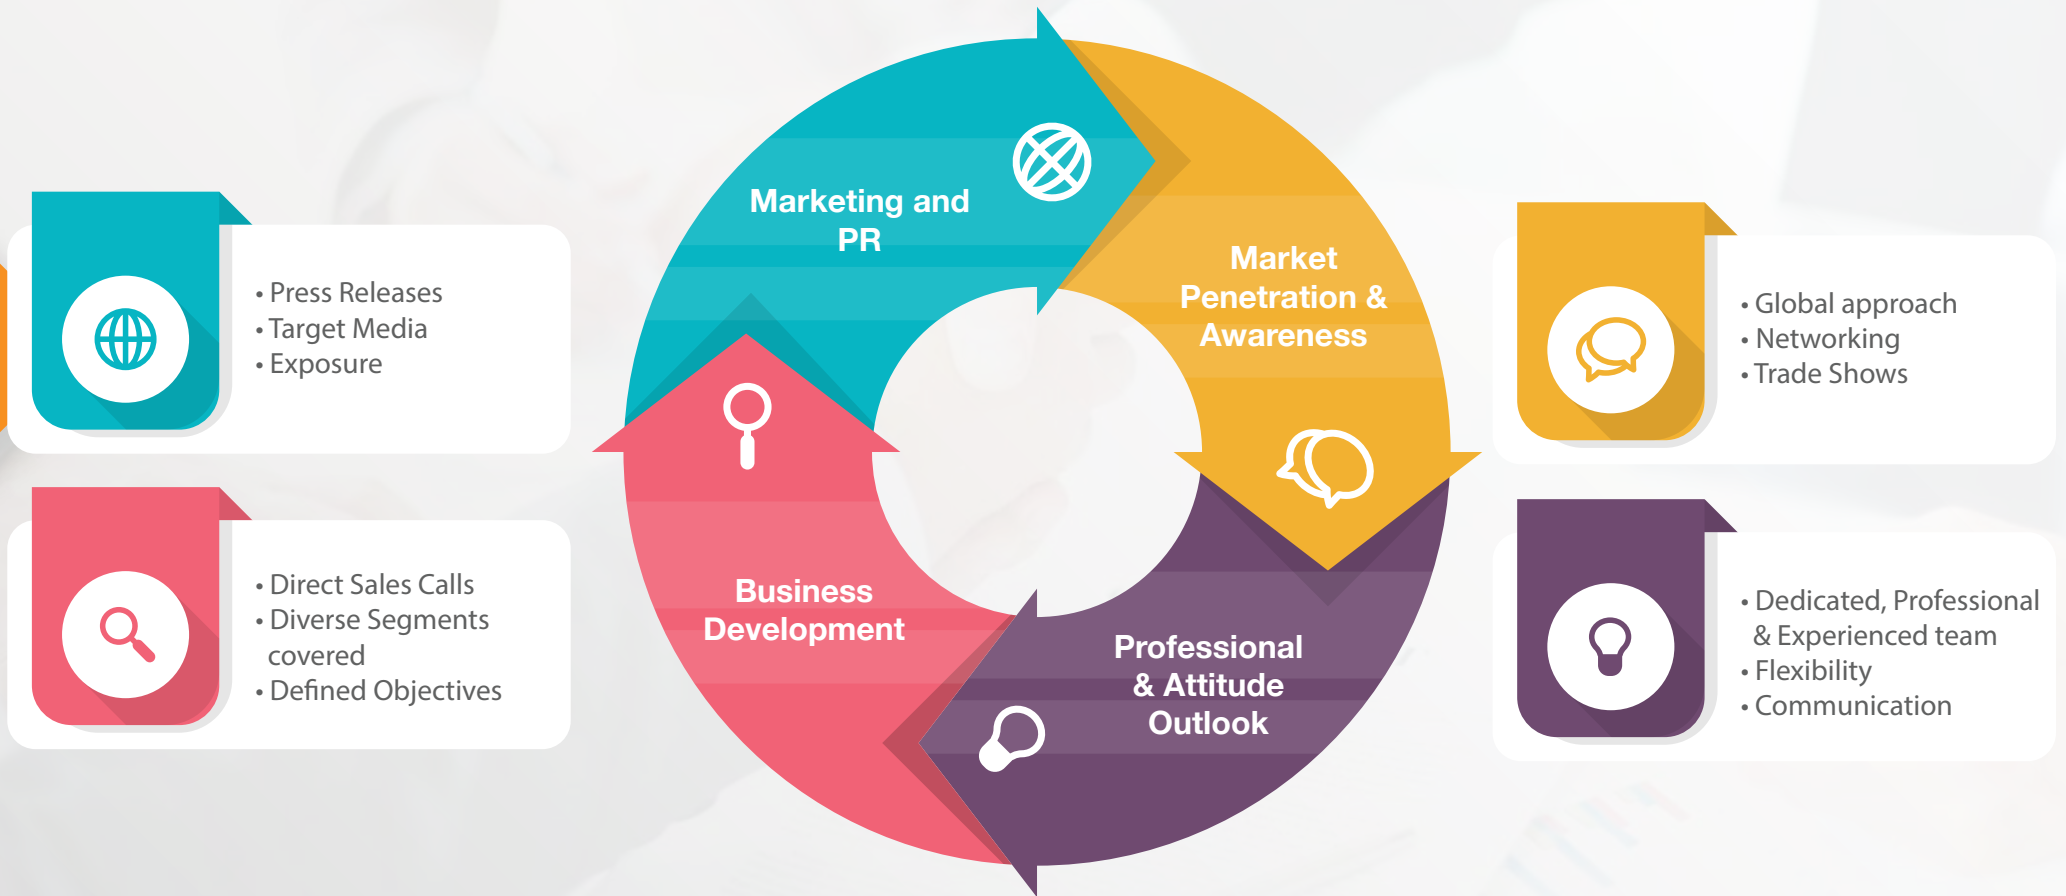 Marketing and
PR
Market
Penetration &
Awareness
Professional
& Attitude
Outlook
Business
Development
• Press Releases
• Target Media
• Exposure
• Direct Sales Calls
• Diverse Segments
covered
• Defined Objectives
• Global approach
• Networking
• Trade Shows
• Dedicated, Professional
& Experienced team
• Flexibility
• Communication